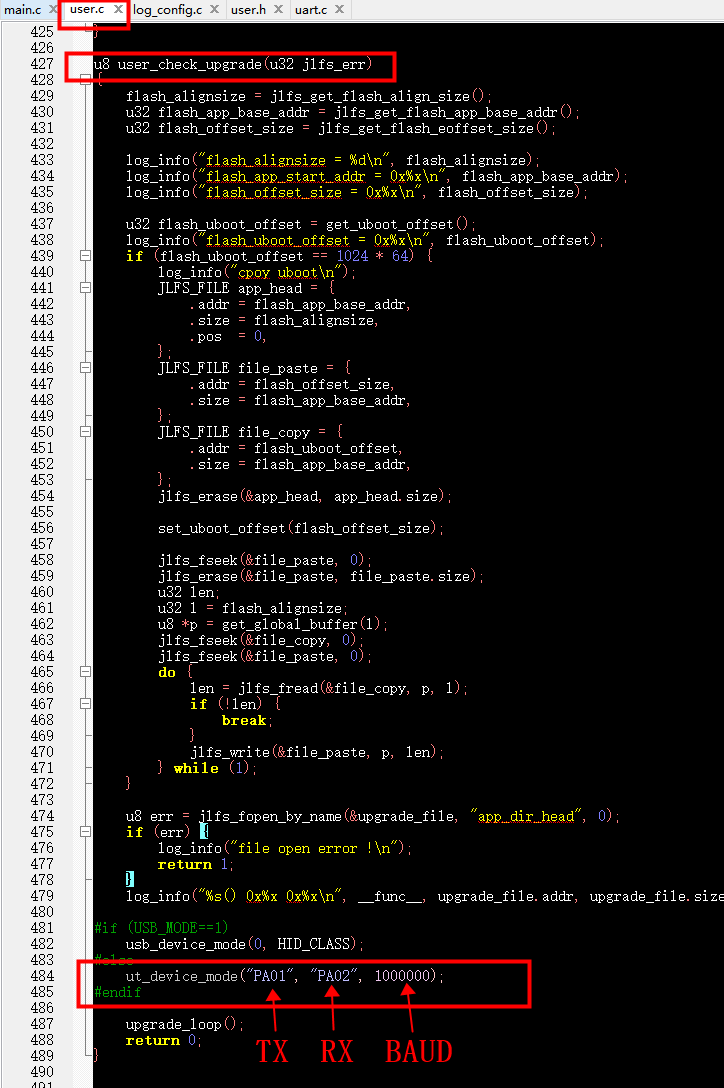 main.c user.c log_config.c user.h uart.c
425 }
426
427 u8 user_check_upgrade(u32 jlfs_err)
428 {
429 flash_alignsize = jlfs_get_flash_align_size();
430 u32 flash_app_base_addr = jlfs_get_flash_app_base_addr();
431 u32 flash_offset_size = jlfs_get_flash_eoffset_size();
432
433 log_info("flash_alignsize = %d\n", flash_alignsize);
434 log_info("flash_app_start_addr = 0x%x\n", flash_app_base_addr);
435 log_info("flash_offset_size = 0x%x\n", flash_offset_size);
436
437 u32 flash_uboot_offset = get_uboot_offset();
438 log_info("flash_uboot_offset = 0x%x\n", flash_uboot_offset);
439 if (flash_uboot_offset == 1024 * 64) {
440 log_info("cpoy uboot\n");
441 JLFS_FILE app_head = {
442 .addr = flash_app_base_addr,
443 .size = flash_alignsize,
444 .pos = 0,
445 };
446 JLFS_FILE file_paste = {
447 .addr = flash_offset_size,
448 .size = flash_app_base_addr,
449 };
450 JLFS_FILE file_copy = {
451 .addr = flash_uboot_offset,
452 .size = flash_app_base_addr,
453 };
454 jlfs_erase(&app_head, app_head.size);
455
456 set_uboot_offset(flash_offset_size);
457
458 jlfs_fseek(&file_paste, 0);
459 jlfs_erase(&file_paste, file_paste.size);
460 u32 len;
461 u32 l = flash_alignsize;
462 u8 *p = get_global_buffer(l);
463 jlfs_fseek(&file_copy, 0);
464 jlfs_fseek(&file_paste, 0);
465 do {
466 len = jlfs_fread(&file_copy, p, l);
467 if (!len) {
468 break;
469 }
470 jlfs_write(&file_paste, p, len);
471 } while (1);
472 }
473
474 u8 err = jlfs_fopen_by_name(&upgrade_file, "app_dir_head", 0);
475 if (err) {
476 log_info("file open error !\n");
477 return 1;
478 }
479 log_info("%s() 0x%x 0x%x\n", __func__, upgrade_file.addr, upgrade_file.size
480
481 #if (USB_MODE==1)
482 usb_device_mode(0, HID_CLASS);
483 #else
484 ut_device_mode("PA01", "PA02", 1000000);
485 #endif
486
487 upgrade_loop();
488 return 0;
TX RX BAUD
489 }
490
491